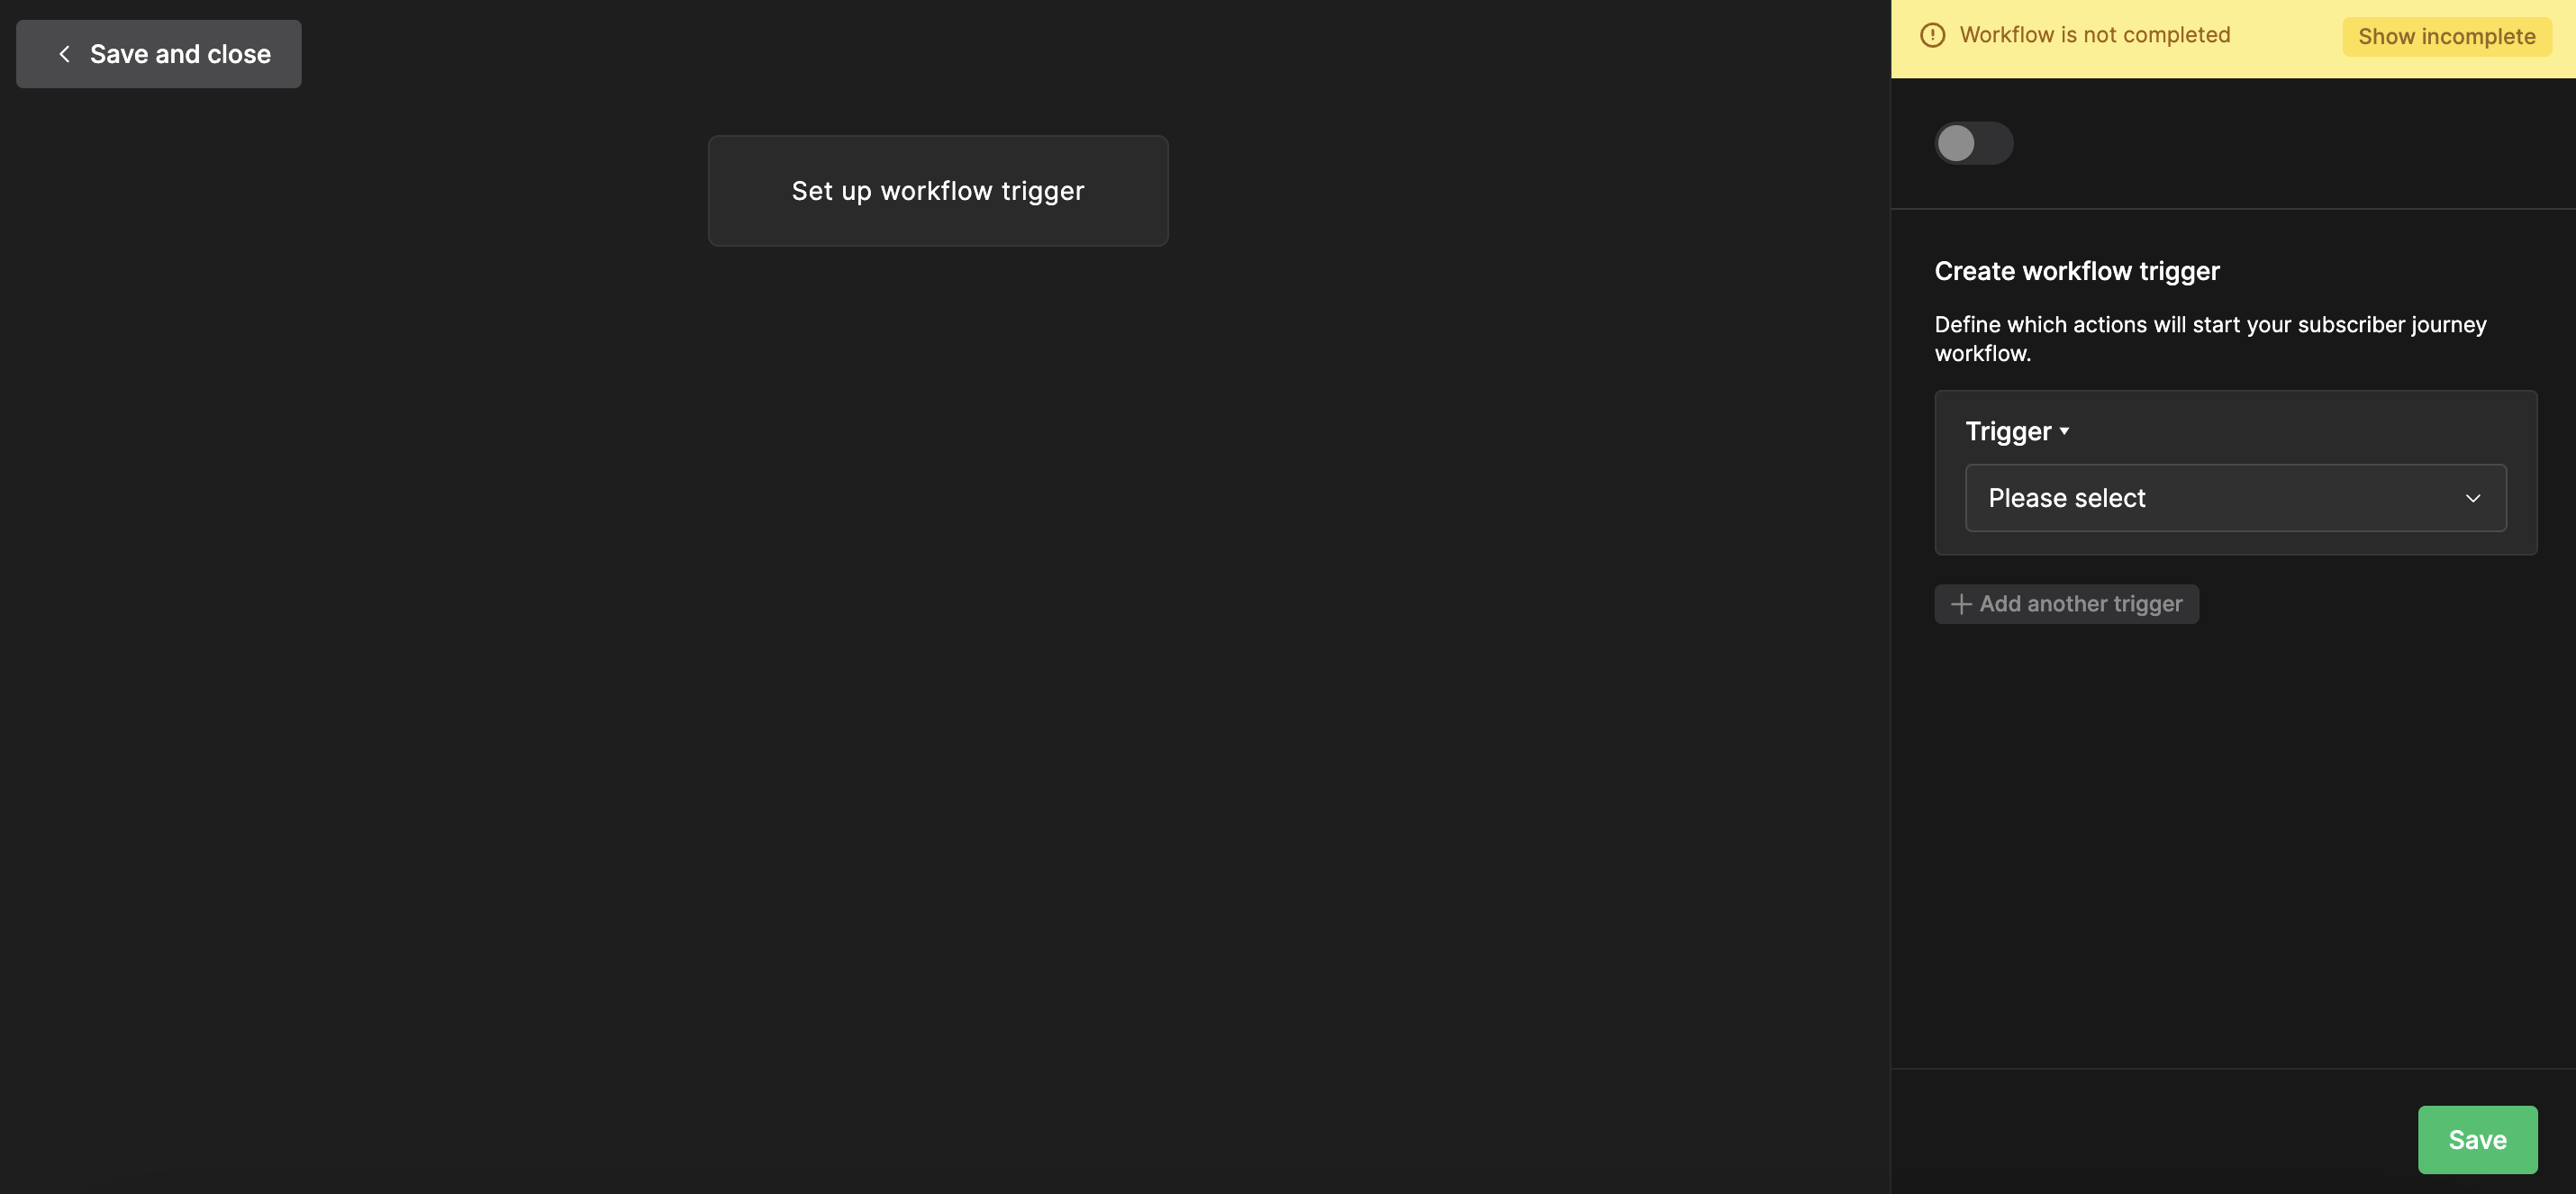 Save and close
Set up workflow trigger
Workflow is not completed
Show incomplete
Create workflow trigger
Define which actions will start your subscriber journey
workflow.
Trigger
Please select
Add another trigger
Save